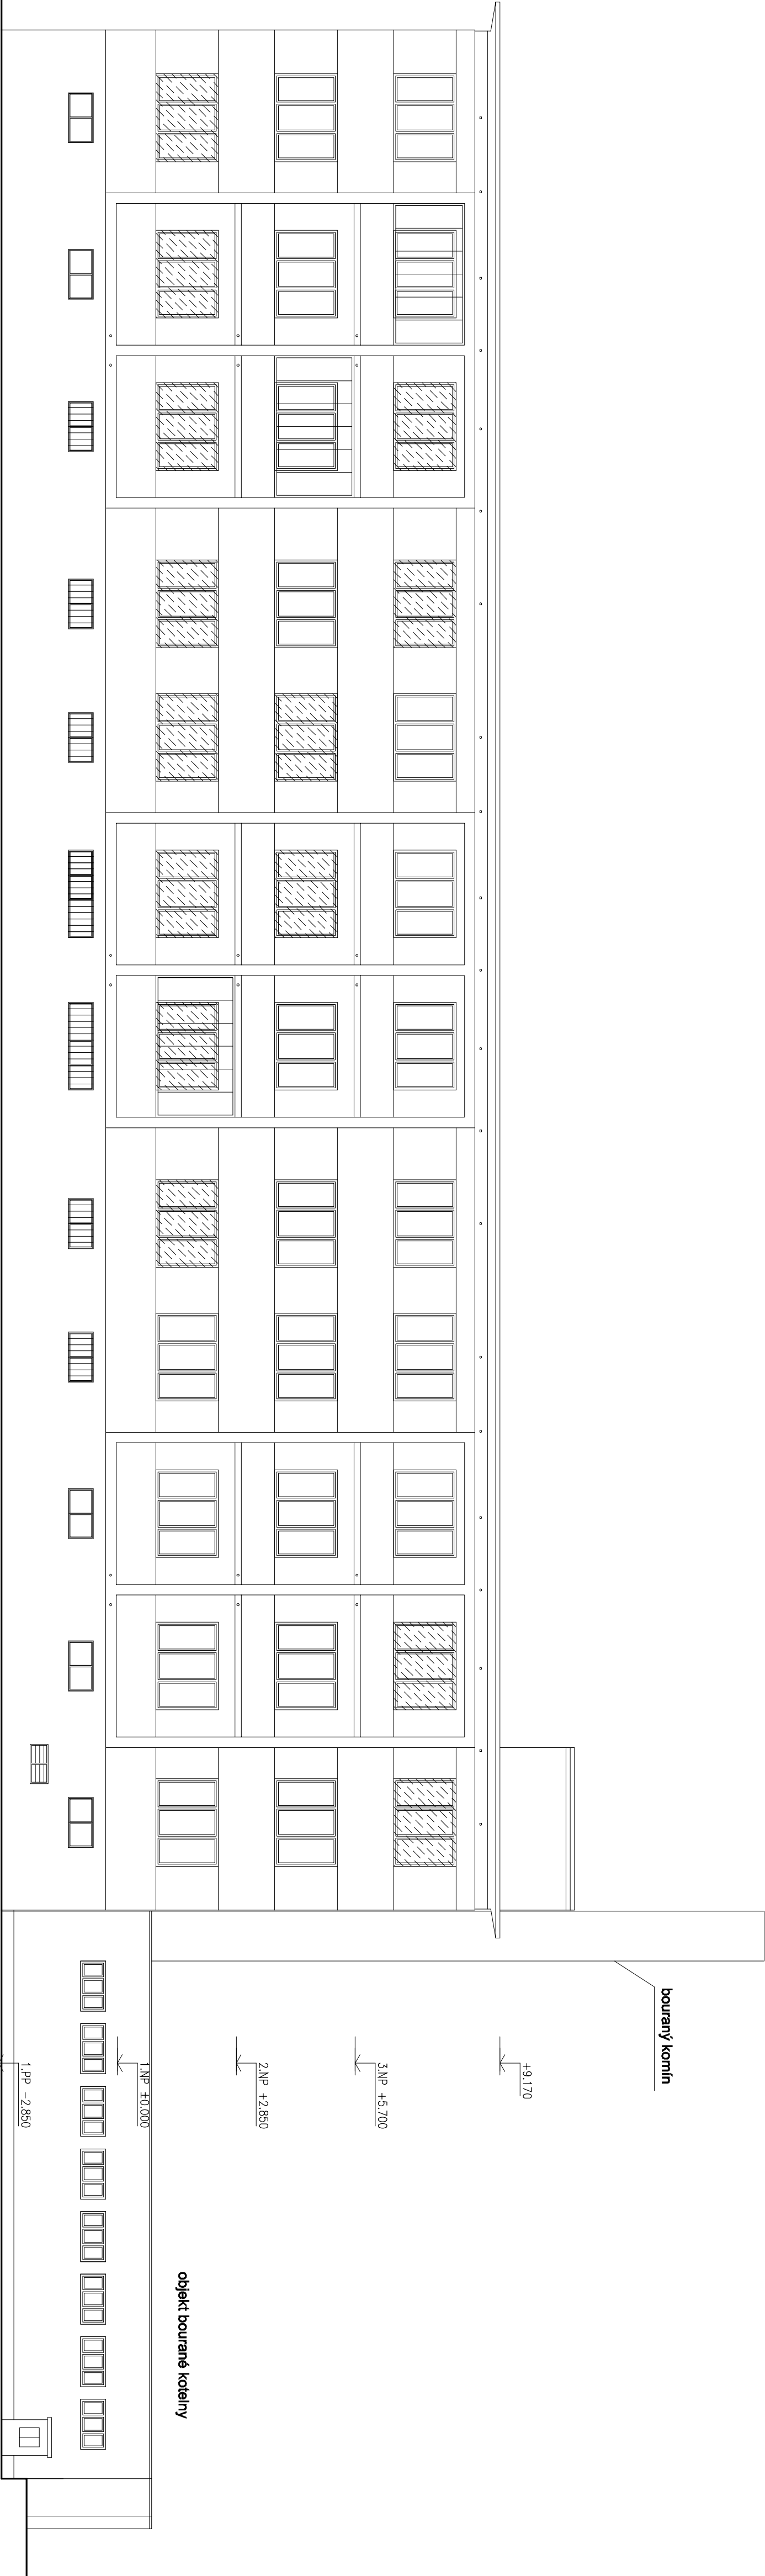 bouraný komín
+9.170
3.NP +5.700
2.NP +2.850
1.NP ±0.000
1.PP -2.850
objekt bourané kotelny